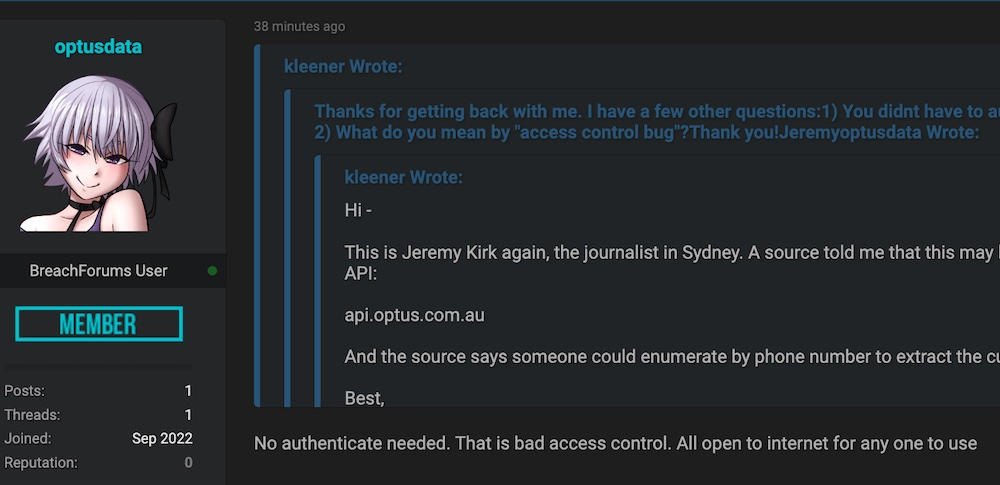 optusdata
BreachForums User
MEMBER
Posts: 1
Threads: 1
Joined: Sep 2022
Reputation: 0
38 minutes ago
kleener Wrote:
Thanks for getting back with me. I have a few other questions:1) You didnt have to
2) What do you mean by "access control bug"?Thank you!Jeremyoptusdata Wrote:
kleener Wrote:
Hi -
This is Jeremy Kirk again, the journalist in Sydney. A source told me that this may
API:
api.optus.com.au
And the source says someone could enumerate by phone number to extract the
Best,
No authenticate needed. That is bad access control. All open to internet for any one to use